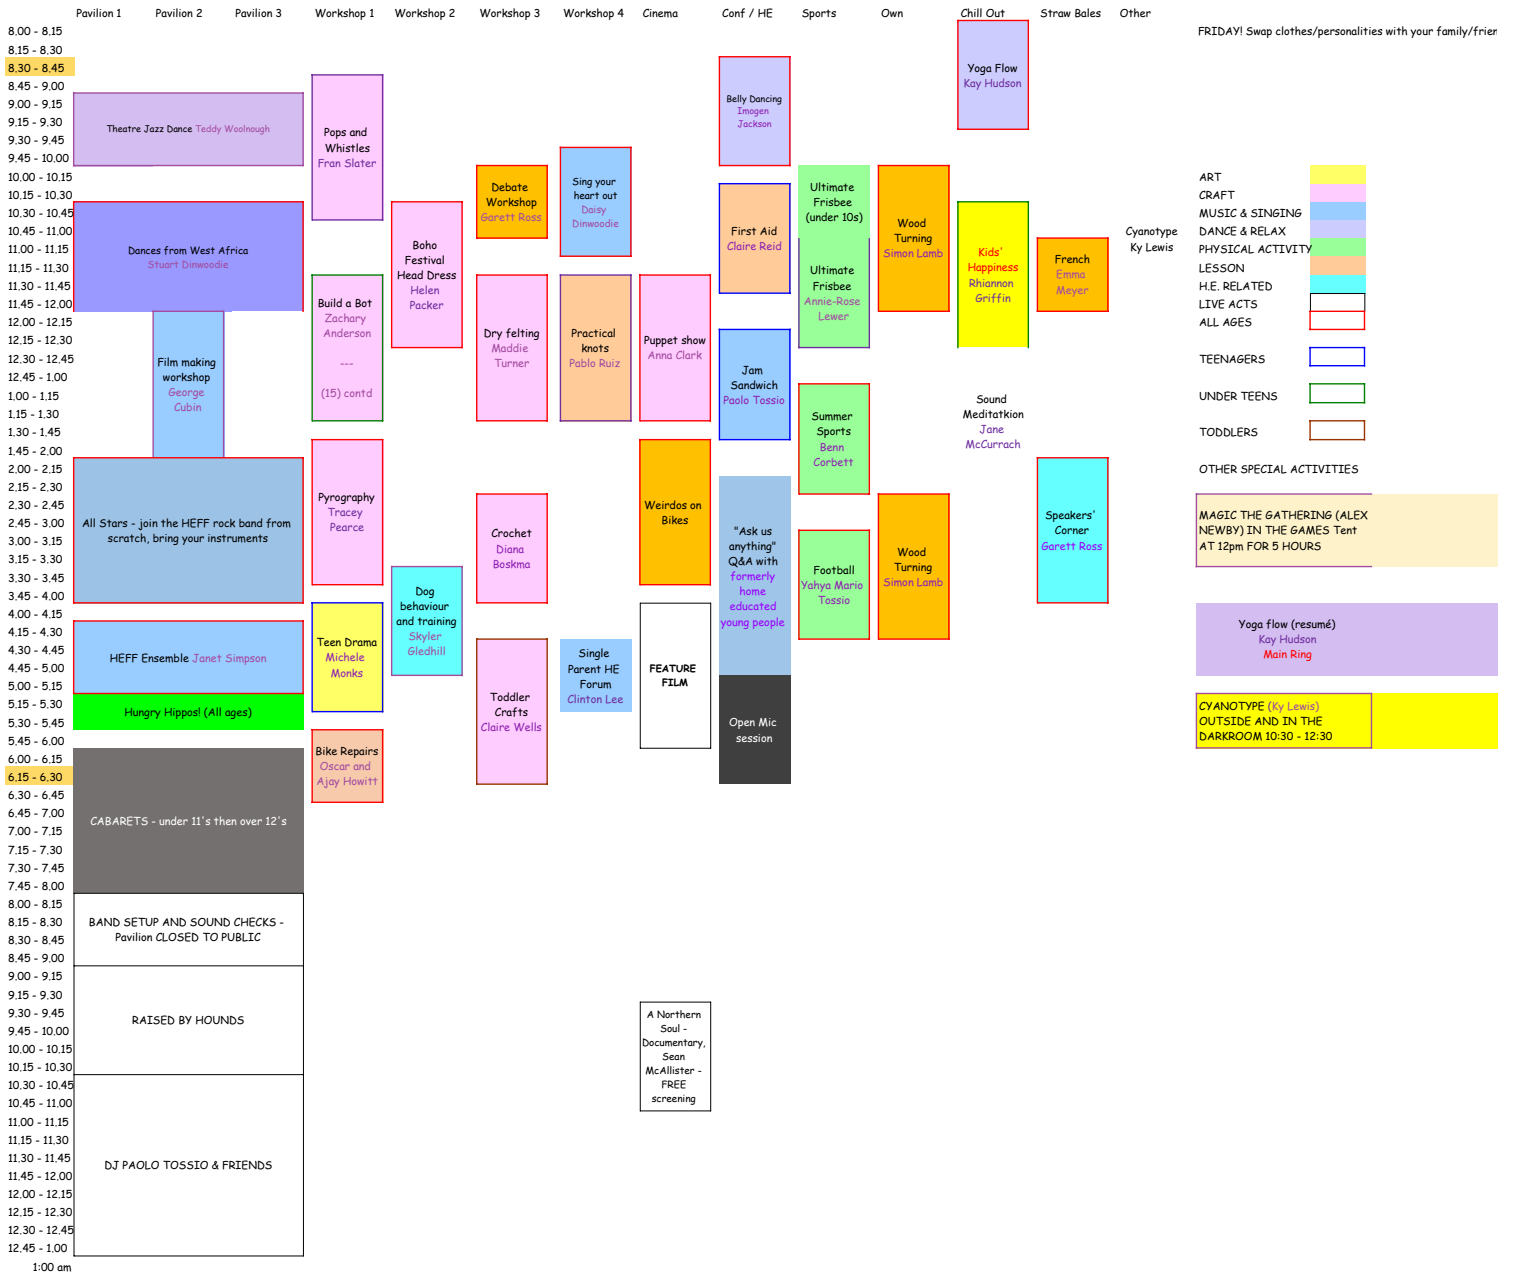 Pavilion 1 Pavilion 2 Pavilion 3 Workshop 1 Workshop 2 Workshop 3 Workshop 4 Cinema Conf / HE Sports Own Chill Out Straw Bales Other
8.00 - 8.15
8.15 - 8.30
8.30 - 8.45
8.45 - 9.00
9.00 - 9.15
9.15 - 9.30
9.30 - 9.45
9.45 - 10.00
10.00 - 10.15
10.15 - 10.30
10.30 - 10.45
10.45 - 11.00
11.00 - 11.15
11.15 - 11.30
11.30 - 11.45
11.45 - 12.00
12.00 - 12.15
12.15 - 12.30
12.30 - 12.45
12.45 - 1.00
1.00 - 1.15
1.15 - 1.30
1.30 - 1.45
1.45 - 2.00
2.00 - 2.15
2.15 - 2.30
2.30 - 2.45
2.45 - 3.00
3.00 - 3.15
3.15 - 3.30
3.30 - 3.45
3.45 - 4.00
4.00 - 4.15
4.15 - 4.30
4.30 - 4.45
4.45 - 5.00
5.00 - 5.15
5.15 - 5.30
5.30 - 5.45
5.45 - 6.00
6.00 - 6.15
6.15 - 6.30
6.30 - 6.45
6.45 - 7.00
7.00 - 7.15
7.15 - 7.30
7.30 - 7.45
7.45 - 8.00
8.00 - 8.15
8.15 - 8.30
8.30 - 8.45
8.45 - 9.00
9.00 - 9.15
9.15 - 9.30
9.30 - 9.45
9.45 - 10.00
10.00 - 10.15
10.15 - 10.30
10.30 - 10.45
10.45 - 11.00
11.00 - 11.15
11.15 - 11.30
11.30 - 11.45
11.45 - 12.00
12.00 - 12.15
12.15 - 12.30
12.30 - 12.45
12.45 - 1.00
1:00 am
Theatre Jazz Dance Teddy Woolnough
Dances from West Africa
Stuart Dinwoodie
Film making
workshop
George
Cubin
All Stars - join the HEFF rock band from
scratch, bring your instruments
HEFF Ensemble Janet Simpson
Hungry Hippos! (All ages)
CABARETS - under 11's then over 12's
BAND SETUP AND SOUND CHECKS -
Pavilion CLOSED TO PUBLIC
RAISED BY HOUNDS
DJ PAOLO TOSSIO & FRIENDS
Pops and
Whistles
Fran Slater
Build a Bot
Zachary
Anderson
---
(15) contd
Pyrography
Tracey
Pearce
Teen Drama
Michele
Monks
Bike Repairs
Oscar and
Ajay Howitt
Boho
Festival
Head Dress
Helen
Packer
Dog
behaviour
and training
Skyler
Gledhill
Debate
Workshop
Garett Ross
Dry felting
Maddie
Turner
Crochet
Diana
Boskma
Toddler
Crafts
Claire Wells
Sing your
heart out
Daisy
Dinwoodie
Practical
knots
Pablo Ruiz
Single
Parent HE
Forum
Clinton Lee
Puppet show
Anna Clark
Weirdos on
Bikes
FEATURE
FILM
A Northern
Soul -
Documentary,
Sean
McAllister -
FREE
screening
Belly Dancing
Imogen
Jackson
First Aid
Claire Reid
Jam
Sandwich
Paolo Tossio
"Ask us
anything"
Q&A with
formerly
home
educated
young people
Open Mic
session
Ultimate
Frisbee
(under 10s)
Ultimate
Frisbee
Annie-Rose
Lewer
Summer
Sports
Benn
Corbett
Football
Yahya Mario
Tossio
Wood
Turning
Simon Lamb
Wood
Turning
Simon Lamb
Yoga Flow
Kay Hudson
Kids'
Happiness
Rhiannon
Griffin
Sound
Meditatkion
Jane
McCurrach
French
Emma
Meyer
Speakers'
Corner
Garett Ross
Cyanotype
Ky Lewis
FRIDAY! Swap clothes/personalities with your family/frien
ART
CRAFT
MUSIC & SINGING
DANCE & RELAX
PHYSICAL ACTIVITY
LESSON
H.E. RELATED
LIVE ACTS
ALL AGES
TEENAGERS
UNDER TEENS
TODDLERS
OTHER SPECIAL ACTIVITIES
MAGIC THE GATHERING (ALEX
NEWBY) IN THE GAMES Tent
AT 12pm FOR 5 HOURS
Yoga flow (resumé)
Kay Hudson
Main Ring
CYANOTYPE (Ky Lewis)
OUTSIDE AND IN THE
DARKROOM 10:30 - 12:30